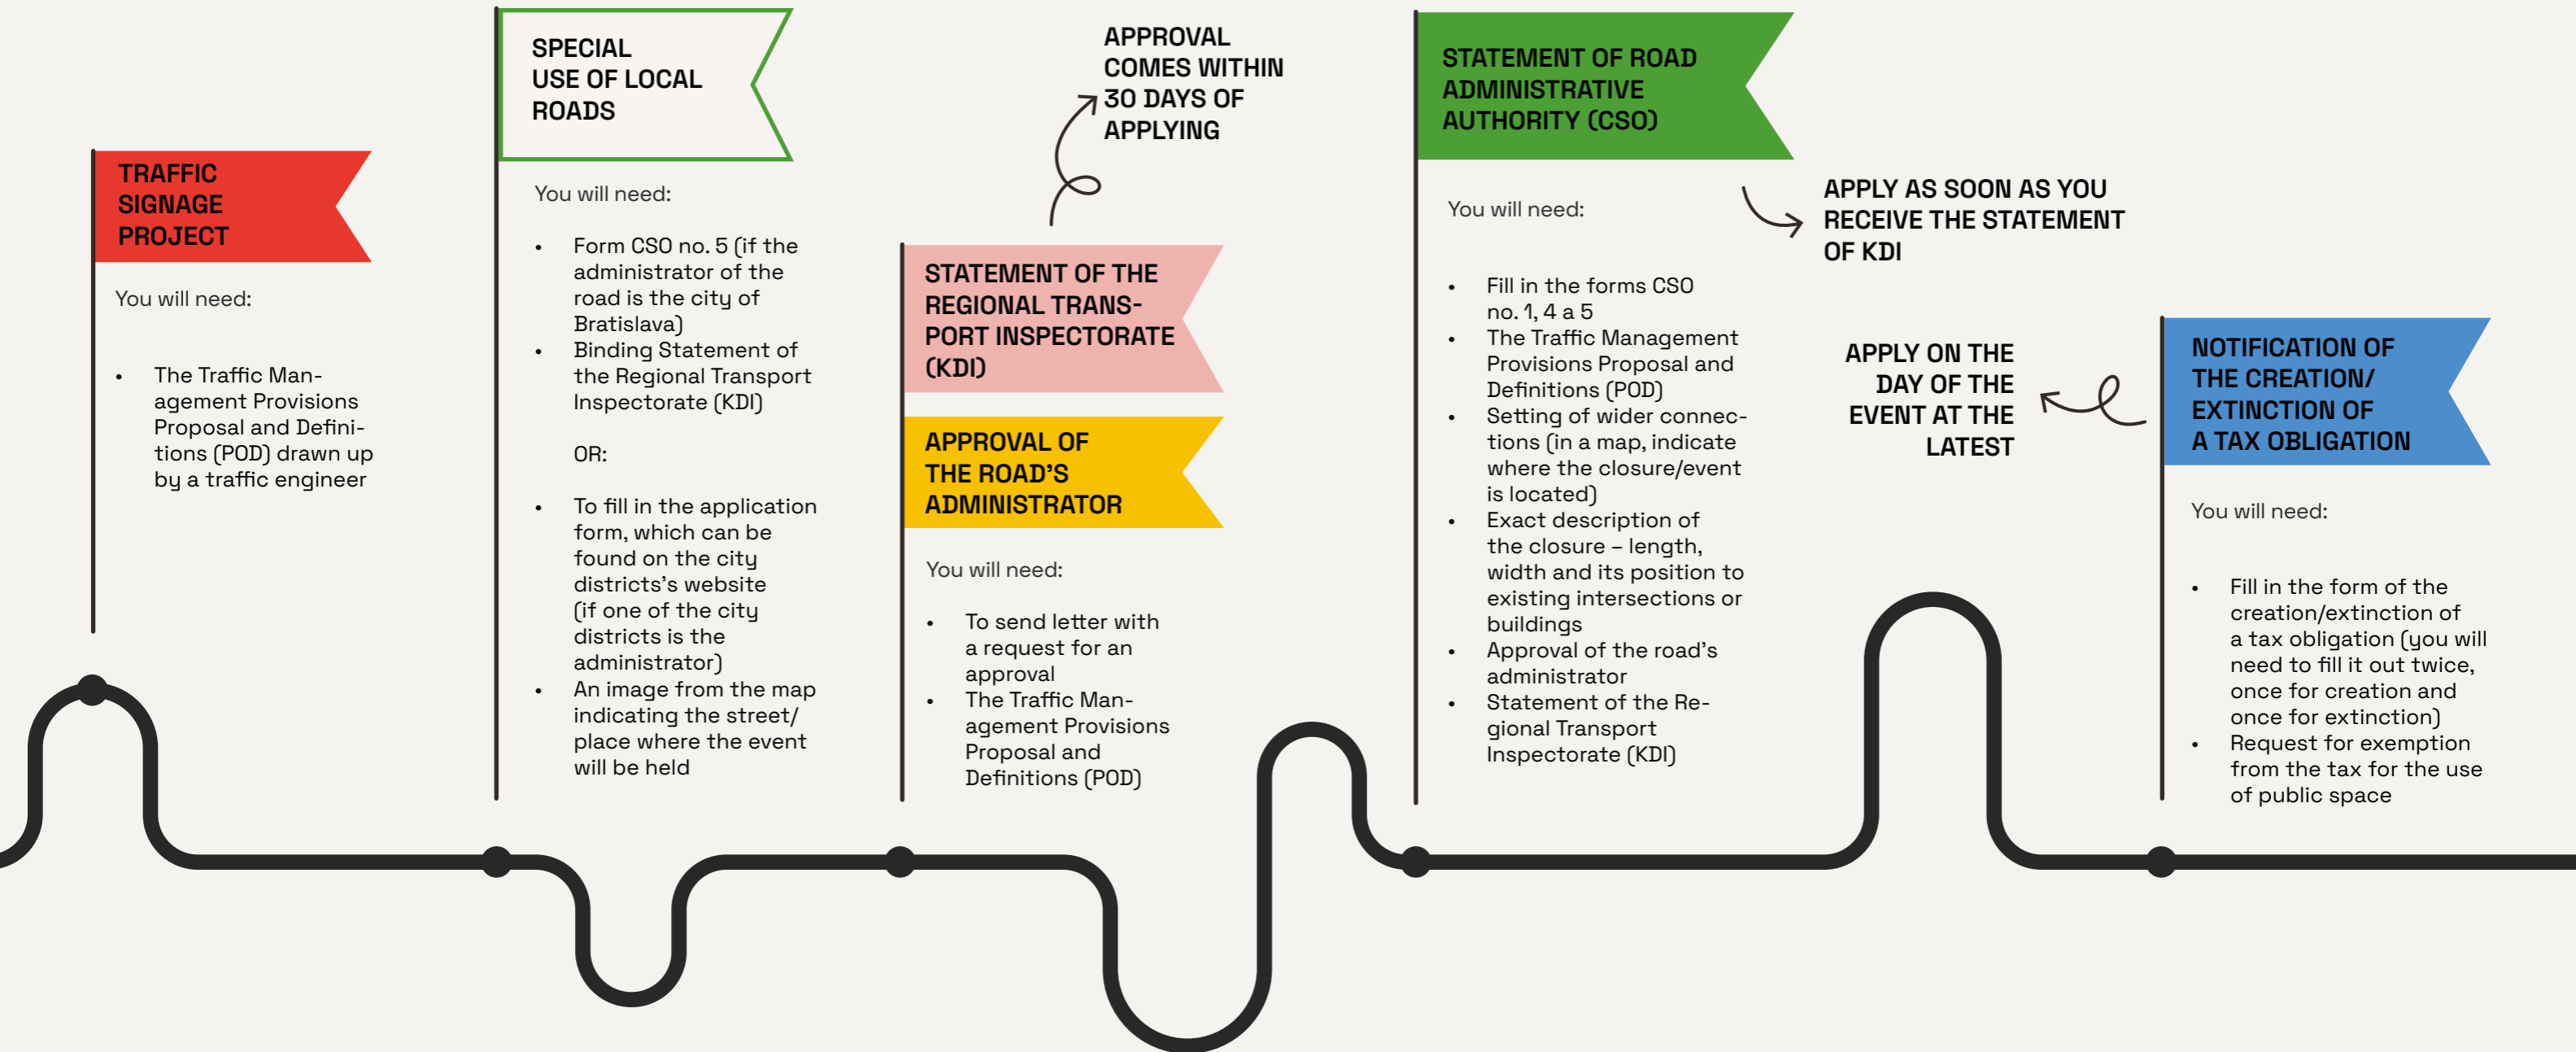 TRAFFIC
SIGNAGE
PROJECT
You will need:
• The Traffic Man-
agement Provisions
Proposal and Defini-
tions (POD) drawn up
by a traffic engineer
SPECIAL
USE OF LOCAL
ROADS
You will need:
• Form CSO no. 5 (if the
administrator of the
road is the city of
Bratislava)
• Binding Statement of
the Regional Transport
Inspectorate (KDI)
OR:
• To fill in the application
form, which can be
found on the city
districts's website
(if one of the city
districts is the
administrator)
• An image from the map
indicating the street/
place where the event
will be held
APPROVAL
COMES WITHIN
30 DAYS OF
APPLYING
STATEMENT OF THE
REGIONAL TRANS-
PORT INSPECTORATE
(KDI)
APPROVAL OF
THE ROAD'S
ADMINISTRATOR
You will need:
• To send letter with
a request for an
approval
• The Traffic Man-
agement Provisions
Proposal and
Definitions (POD)
STATEMENT OF ROAD
ADMINISTRATIVE
AUTHORITY (CSO)
You will need:
• Fill in the forms CSO
no. 1, 4 a 5
• The Traffic Management
Provisions Proposal and
Definitions (POD)
• Setting of wider connec-
tions (in a map, indicate
where the closure/event
is located)
• Exact description of
the closure – length,
width and its position to
existing intersections or
buildings
• Approval of the road's
administrator
• Statement of the Re-
gional Transport
Inspectorate (KDI)
APPLY AS SOON AS YOU
RECEIVE THE STATEMENT
OF KDI
APPLY ON THE
DAY OF THE
EVENT AT THE
LATEST
NOTIFICATION OF
THE CREATION/
EXTINCTION OF
A TAX OBLIGATION
You will need:
• Fill in the form of the
creation/extinction of
a tax obligation (you will
need to fill it out twice,
once for creation and
once for extinction)
• Request for exemption
from the tax for the use
of public space